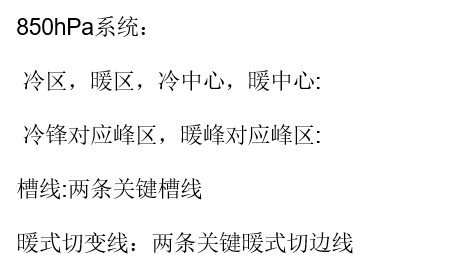 850hPa系统：
冷区，暖区，冷中心，暖中心:
冷锋对应峰区，暖峰对应峰区:
槽线:两条关键槽线
暖式切变线：两条关键暖式切边线